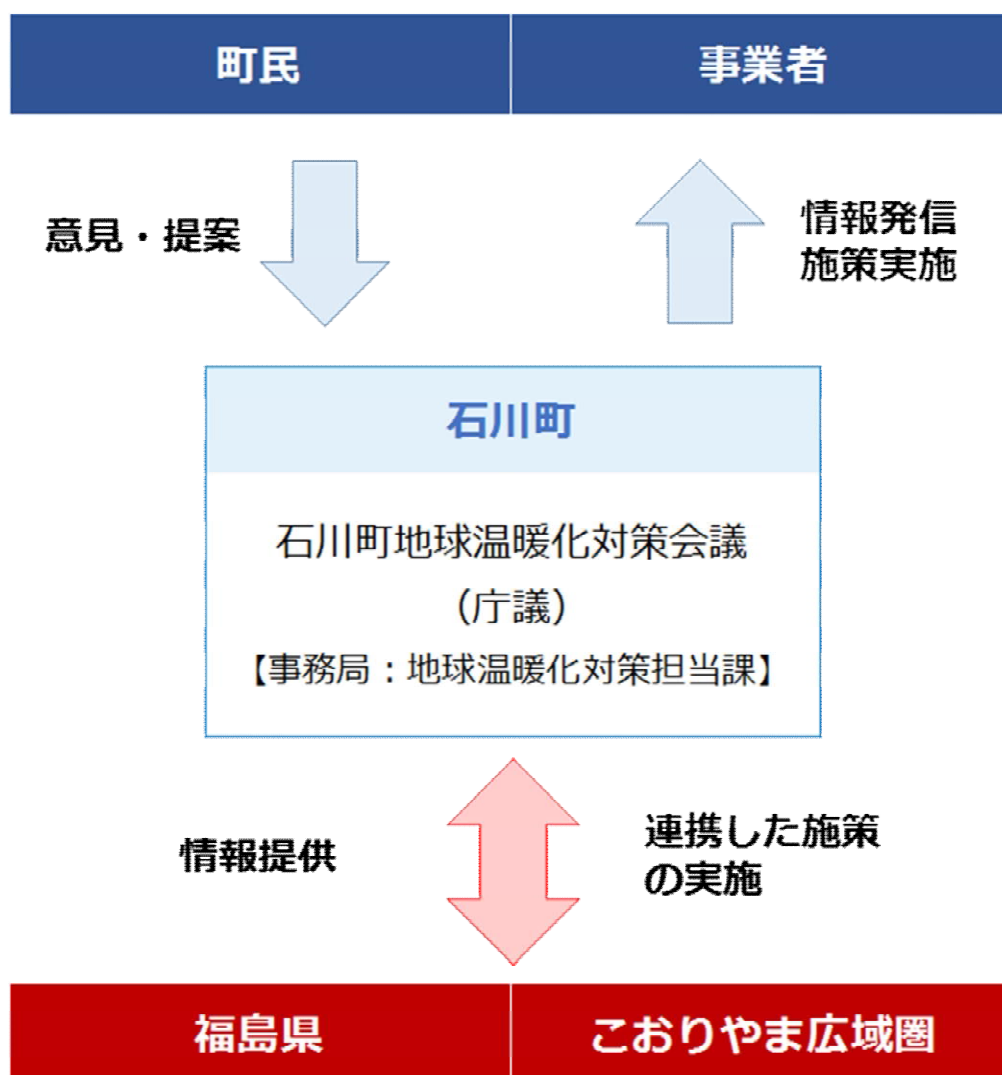 町民
事業者
意見・提案
情報発信
施策実施
石川町
石川町地球温暖化対策会議
（庁議）
【事務局：地球温暖化対策担当課】
情報提供
連携した施策
の実施
福島県
こおりやま広域圏